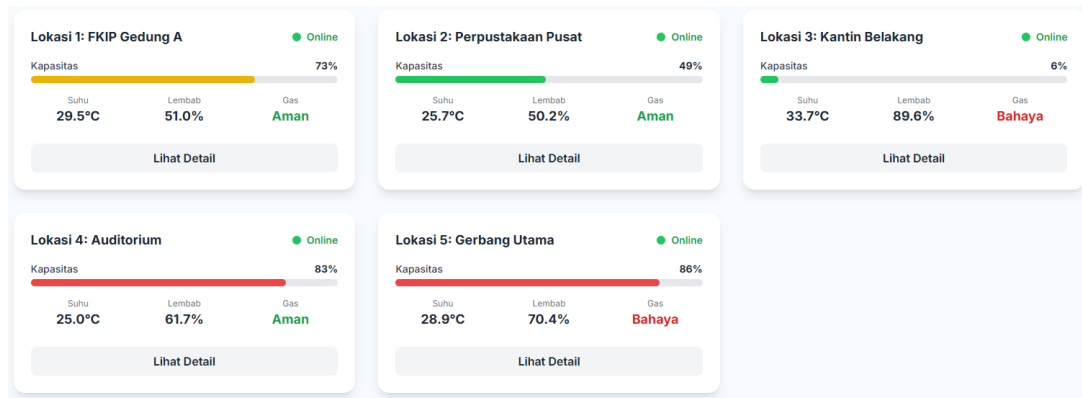 Lokasi 1: FKIP Gedung A
Online
Kapasitas
73%
Suhu
Lembab
Gas
29.5°C
51.0%
Aman
Lihat Detail
Lokasi 2: Perpustakaan Pusat
Online
Kapasitas
49%
Suhu
Lembab
Gas
25.7°C
50.2%
Aman
Lihat Detail
Lokasi 3: Kantin Belakang
Online
Kapasitas
6%
Suhu
Lembab
Gas
33.7°C
89.6%
Bahaya
Lihat Detail
Lokasi 4: Auditorium
Online
Kapasitas
83%
Suhu
Lembab
Gas
25.0°C
61.7%
Aman
Lihat Detail
Lokasi 5: Gerbang Utama
Online
Kapasitas
86%
Suhu
Lembab
Gas
28.9°C
70.4%
Bahaya
Lihat Detail